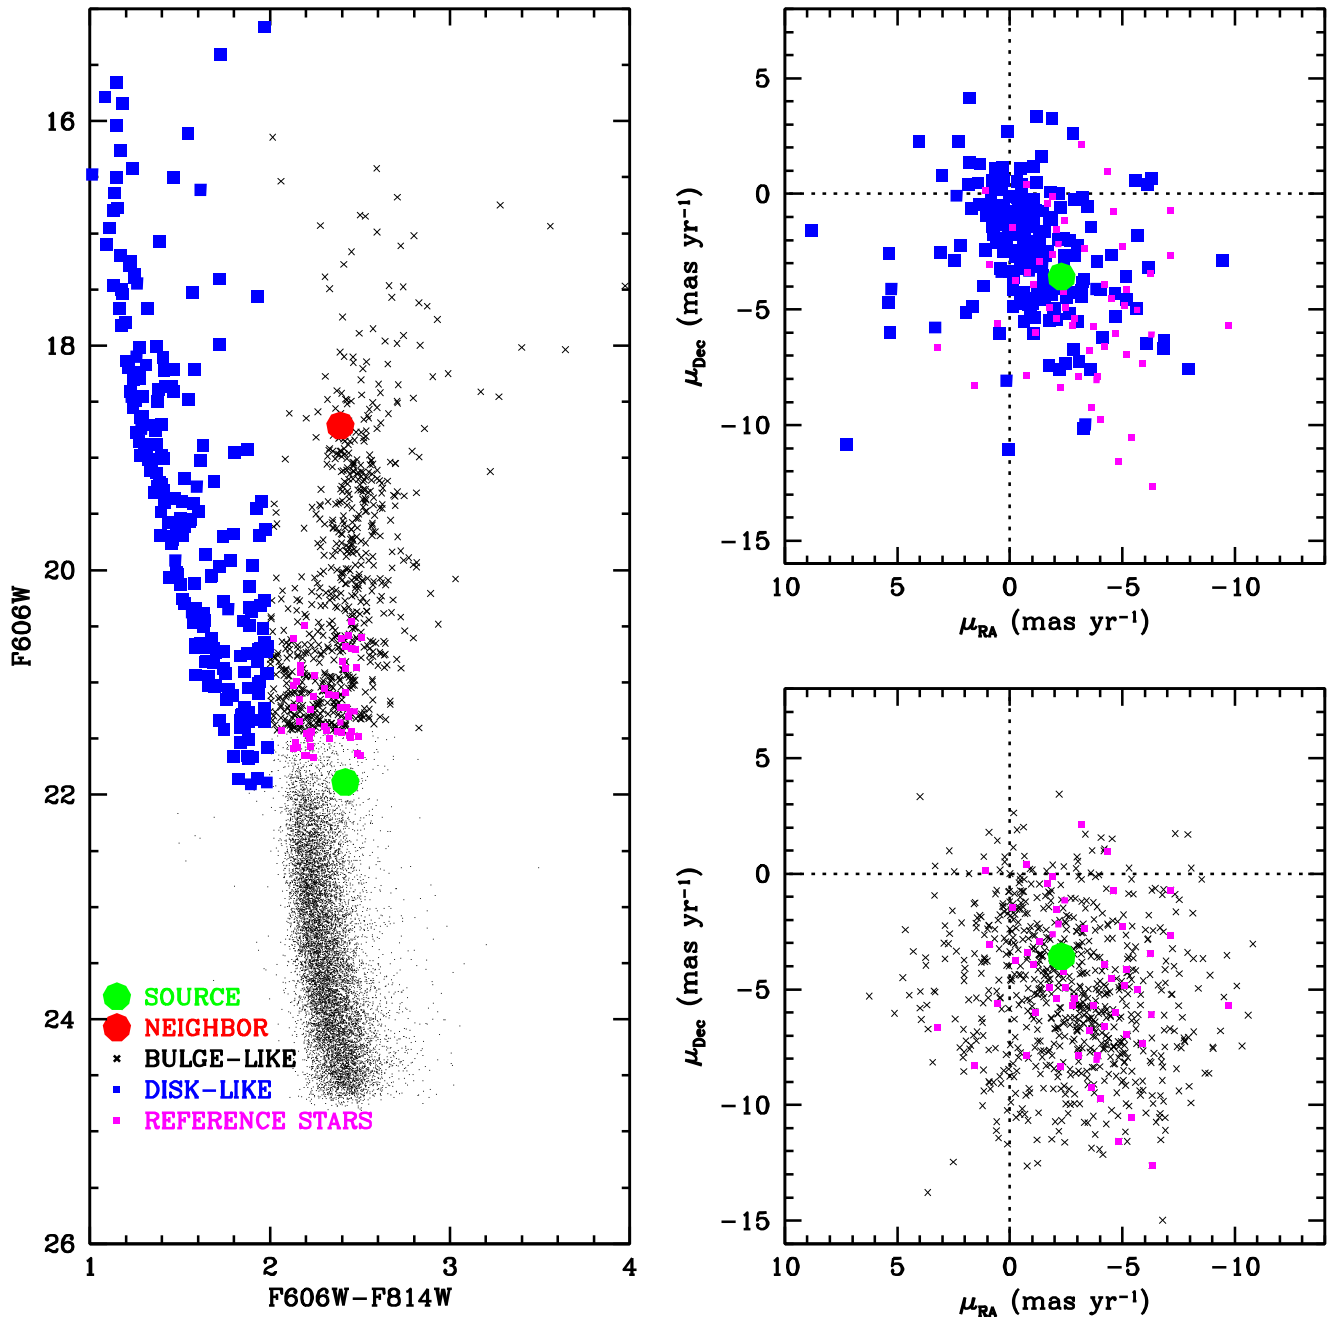 16
18
20
22
24
26
F606W
1
2
3
4
F606W−F814W
SOURCE
NEIGHBOR
BULGE−LIKE
DISK−LIKE
REFERENCE STARS
5
0
−5
−10
−15
μDec (mas yr⁻¹)
10
5
0
−5
−10
μRA (mas yr⁻¹)
5
0
−5
−10
−15
μDec (mas yr⁻¹)
10
5
0
−5
−10
μRA (mas yr⁻¹)